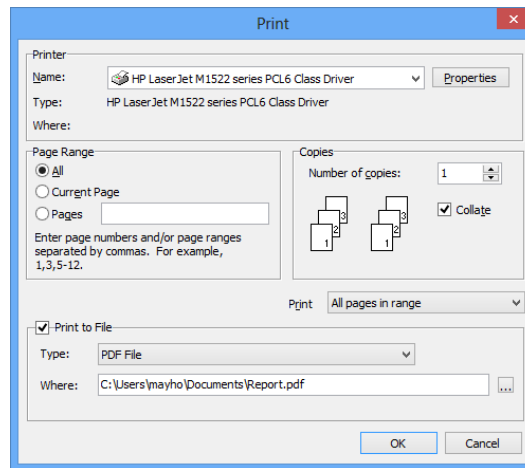 Print
Printer
Name: HP LaserJet M1522 series PCL6 Class Driver Properties
Type: HP LaserJet M1522 series PCL6 Class Driver
Where:
Page Range
All
Current Page
Pages
Enter page numbers and/or page ranges
separated by commas. For example,
1,3,5-12.
Copies
Number of copies: 1
3 3
2 2
1 1
Collate
Print All pages in range
Print to File
Type: PDF File
Where: C:\Users\mayho\Documents\Report.pdf ...
OK Cancel